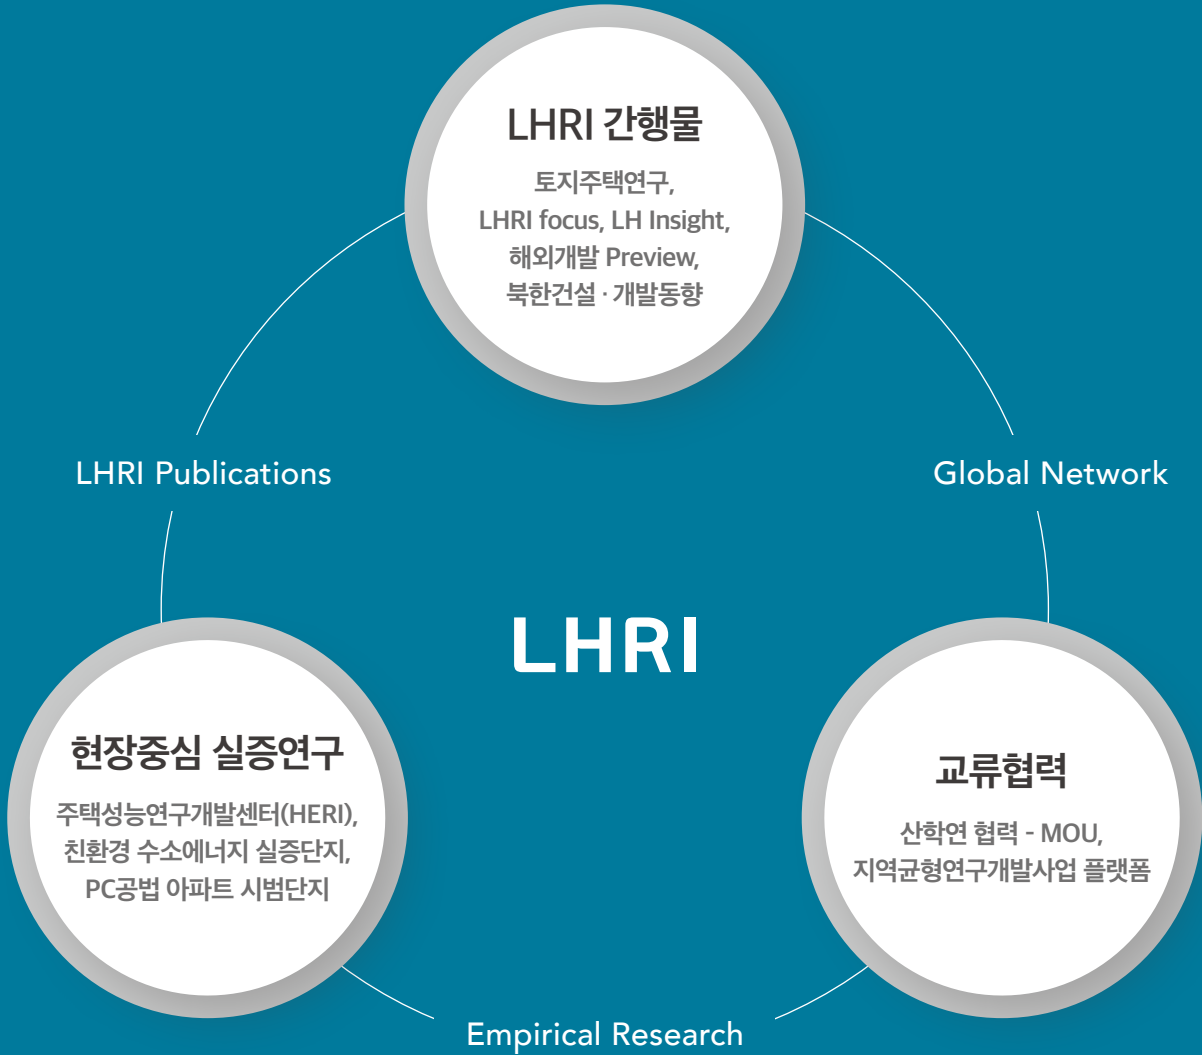 LHRI 간행물
토지주택연구,
LHRI focus, LH Insight,
해외개발 Preview,
북한건설 · 개발동향
LHRI Publications
Global Network
LHRI
현장중심 실증연구
주택성능연구개발센터(HERI),
친환경 수소에너지 실증단지,
PC공법 아파트 시범단지
교류협력
산학연 협력 - MOU,
지역균형연구개발사업 플랫폼
Empirical Research